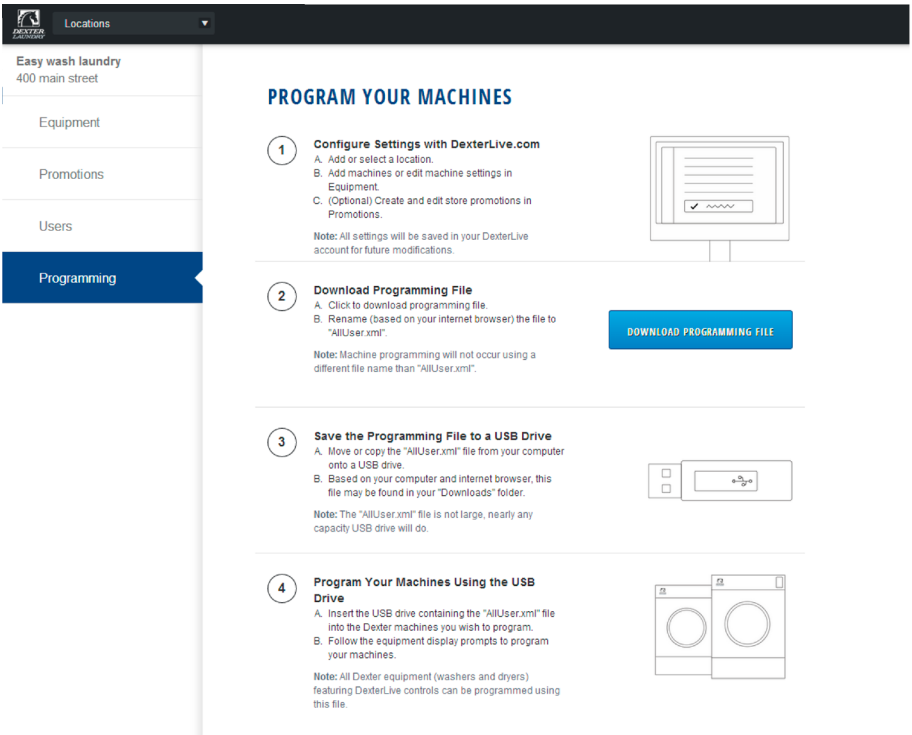 DEXTER
LAUNDRY
Locations
Easy wash laundry
400 main street
Equipment
Promotions
Users
Programming
PROGRAM YOUR MACHINES
1
Configure Settings with DexterLive.com
A. Add or select a location.
B. Add machines or edit machine settings in
Equipment.
C. (Optional) Create and edit store promotions in
Promotions.
Note: All settings will be saved in your DexterLive
account for future modifications.
2
Download Programming File
A. Click to download programming file.
B. Rename (based on your internet browser) the file to
"AllUser.xml".
Note: Machine programming will not occur using a
different file name than "AllUser.xml".
DOWNLOAD PROGRAMMING FILE
3
Save the Programming File to a USB Drive
A. Move or copy the "AllUser.xml" file from your computer
onto a USB drive.
B. Based on your computer and internet browser, this
file may be found in your "Downloads" folder.
Note: The "AllUser.xml" file is not large, nearly any
capacity USB drive will do.
4
Program Your Machines Using the USB
Drive
A. Insert the USB drive containing the "AllUser.xml" file
into the Dexter machines you wish to program.
B. Follow the equipment display prompts to program
your machines.
Note: All Dexter equipment (washers and dryers)
featuring DexterLive controls can be programmed using
this file.